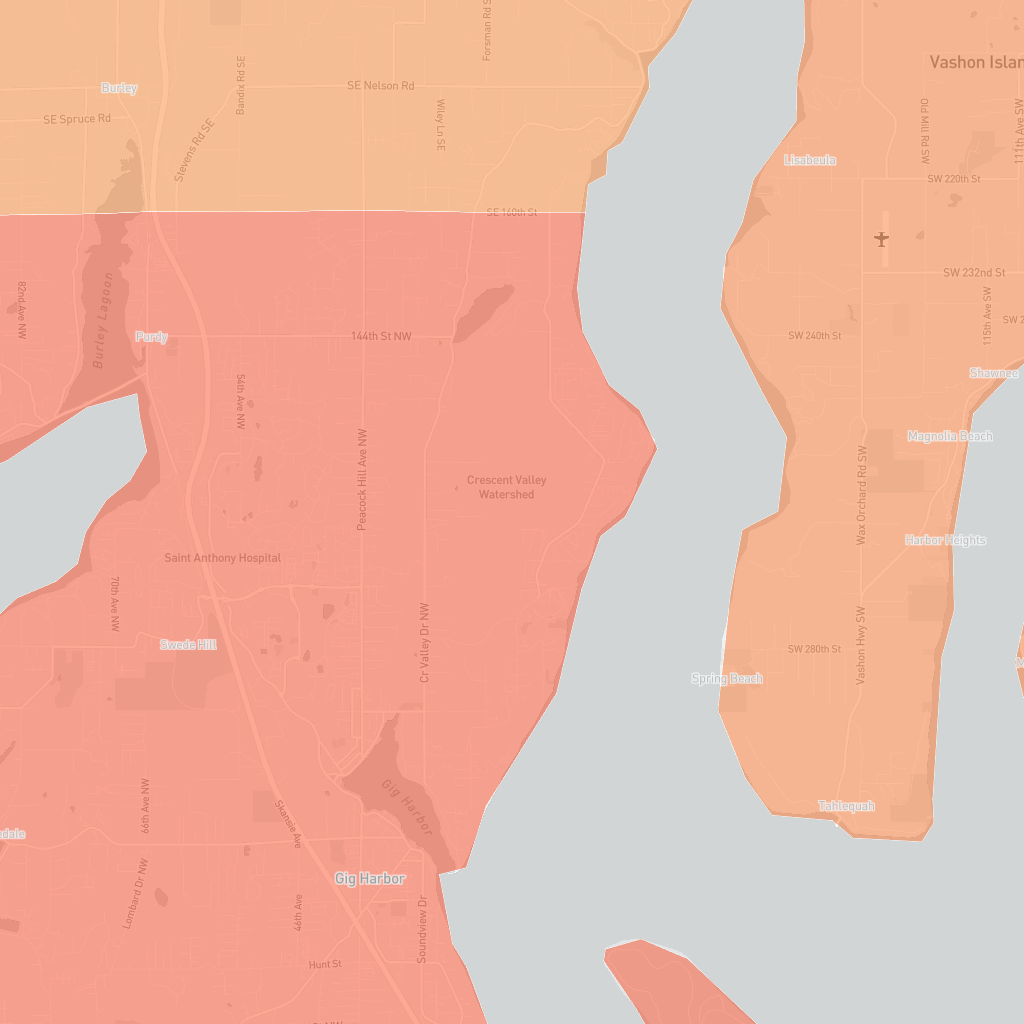 Forsman Rd S
Vashon Islan
Burley
Bandix Rd SE
SE Nelson Rd
Wiley Ln SE
Old Mill Rd SW
111th Ave SW
SE Spruce Rd
Stevens Rd SE
Lisabeula
SW 220th St
SE 160th St
SW 232nd St
82nd Ave NW
Burley Lagoon
Purdy
144th St NW
SW 240th St
115th Ave SW
SW 2
Shawnee
54th Ave NW
Magnolia Beach
Peacock Hill Ave NW
Crescent Valley
Watershed
Wax Orchard Rd SW
Harbor Heights
Saint Anthony Hospital
70th Ave NW
Swede Hill
Cr Valley Dr NW
SW 280th St
Vashon Hwy SW
Spring Beach
Gig Harbor
66th Ave NW
Skansie Ave
Tahlequah
edale
Gig Harbor
Lombard Dr NW
46th Ave
Soundview Dr
Hunt St